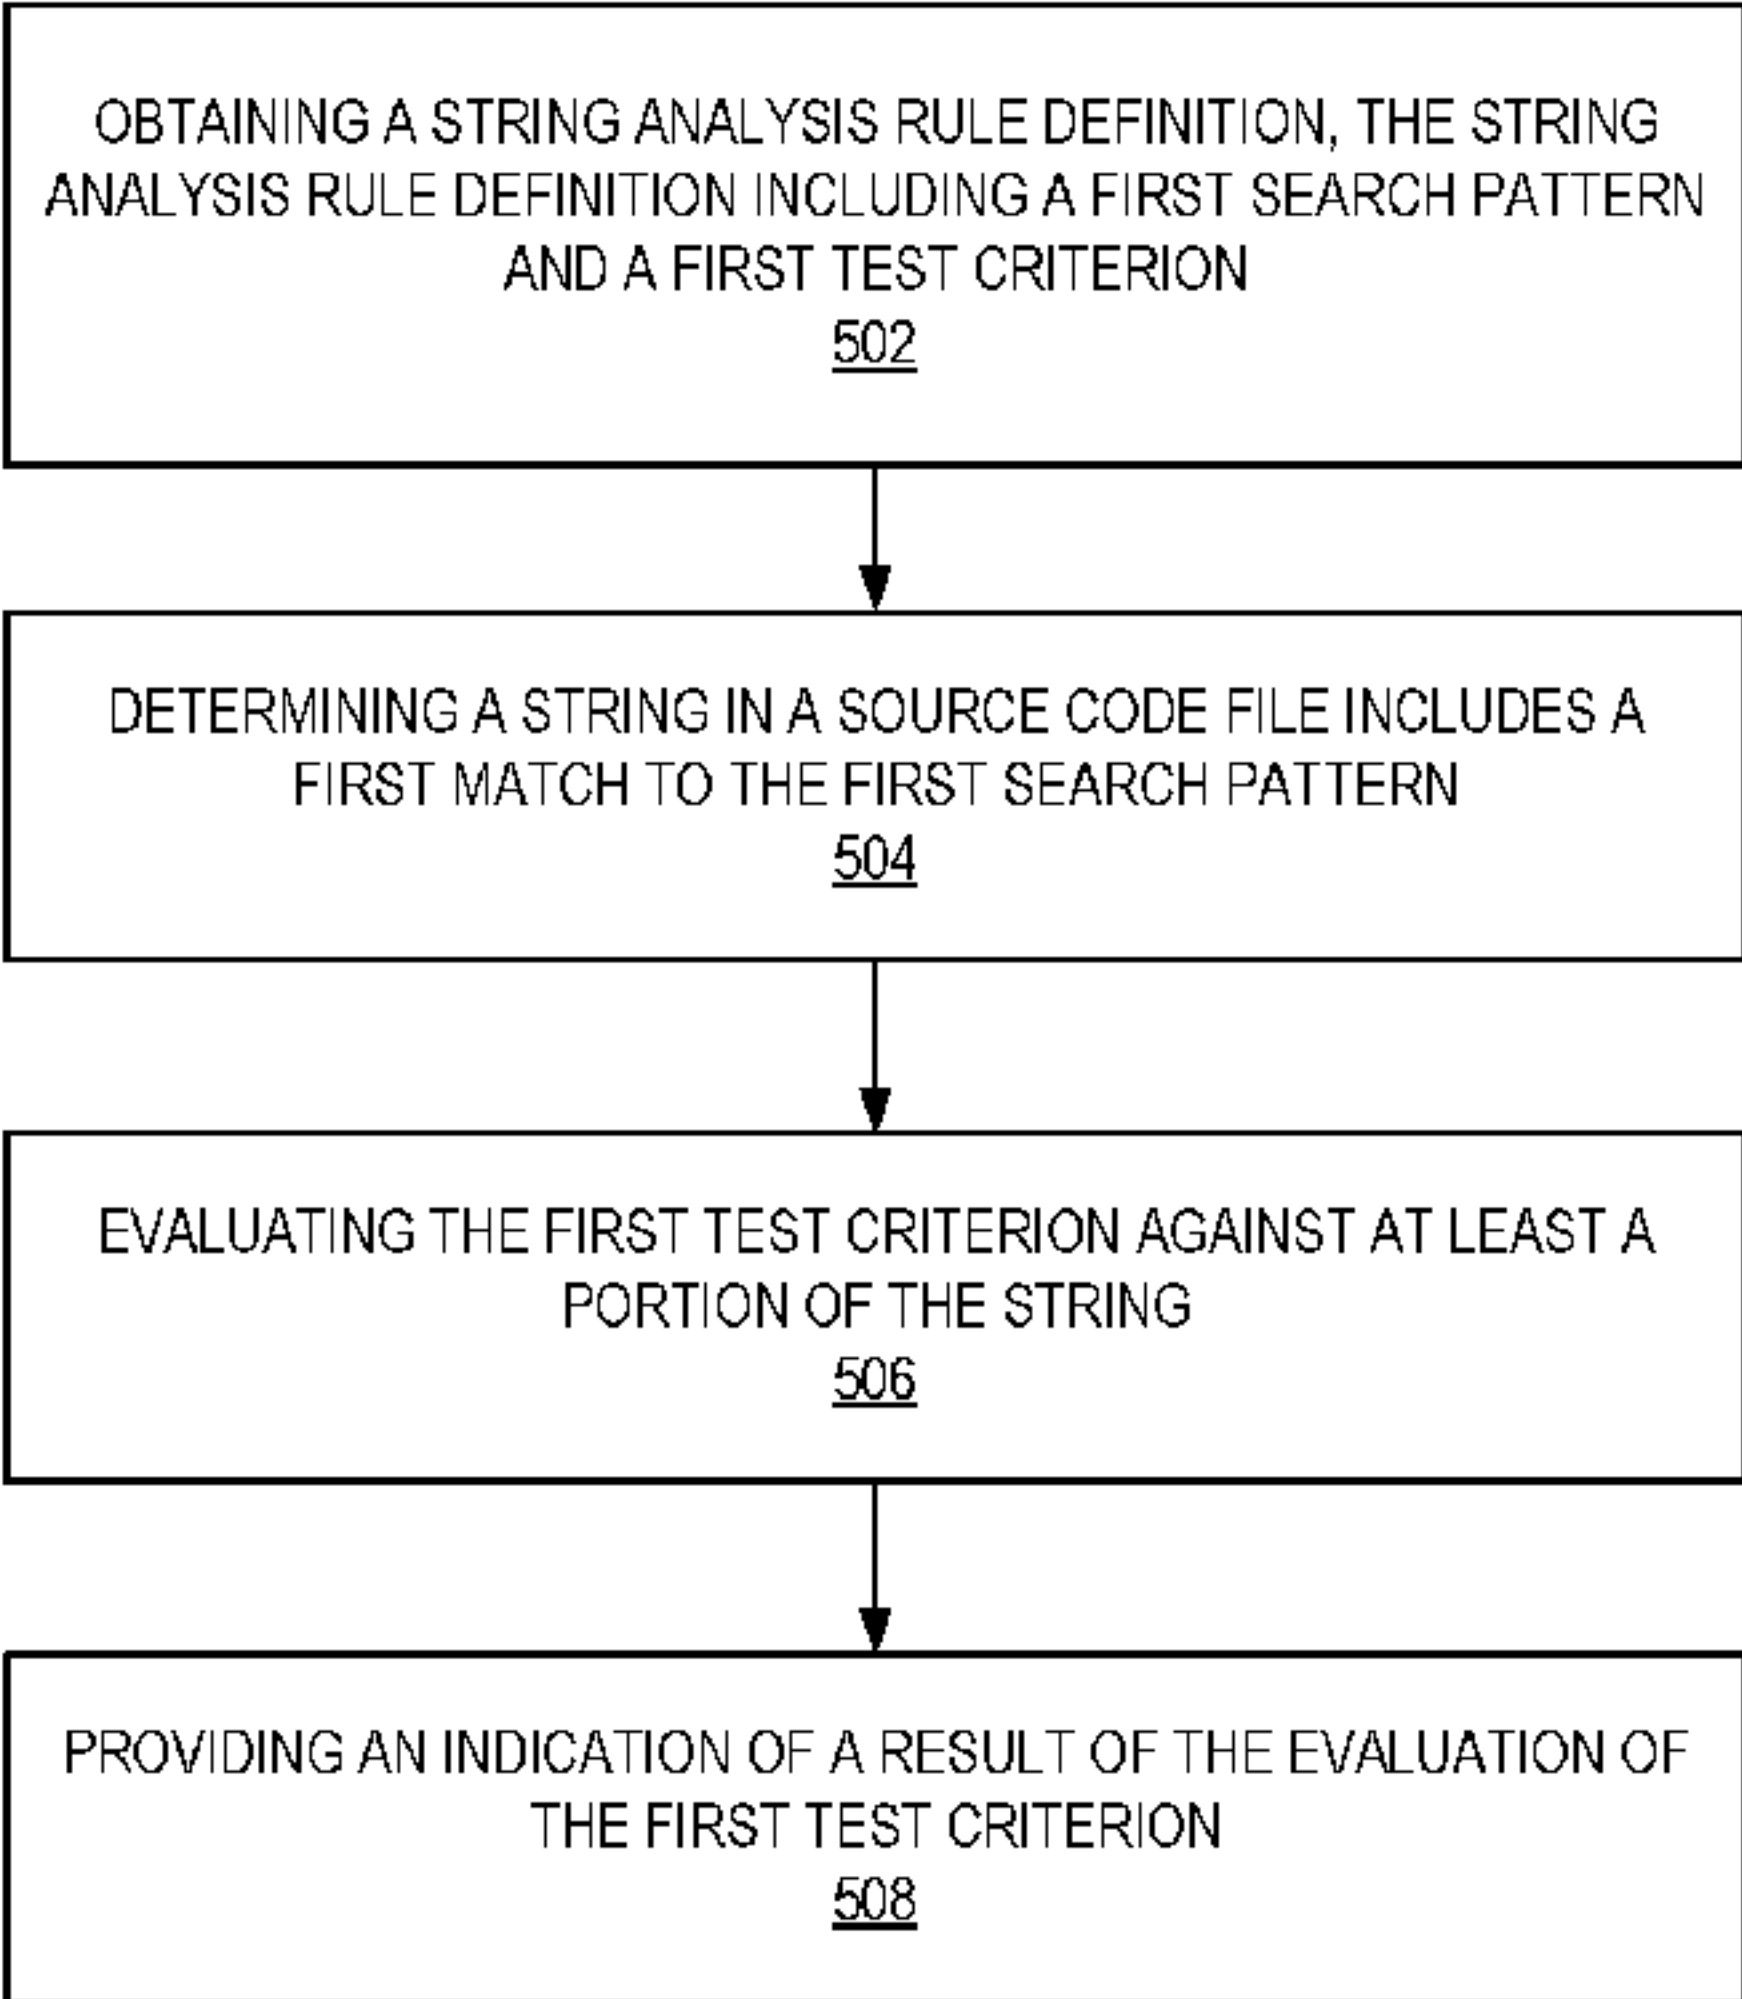 OBTAINING A STRING ANALYSIS RULE DEFINITION, THE STRING
ANALYSIS RULE DEFINITION INCLUDING A FIRST SEARCH PATTERN
AND A FIRST TEST CRITERION
502
DETERMINING A STRING IN A SOURCE CODE FILE INCLUDES A
FIRST MATCH TO THE FIRST SEARCH PATTERN
504
EVALUATING THE FIRST TEST CRITERION AGAINST AT LEAST A
PORTION OF THE STRING
506
PROVIDING AN INDICATION OF A RESULT OF THE EVALUATION OF
THE FIRST TEST CRITERION
508